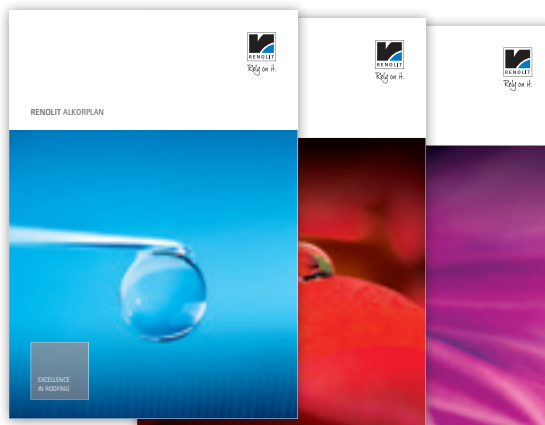 RENOLIT
Rely on it.
RENOLIT ALKORPLAN
EXCELLENCE
IN ROOFING
RENOLIT
Rely on it.
RENOLIT
Rely on it.